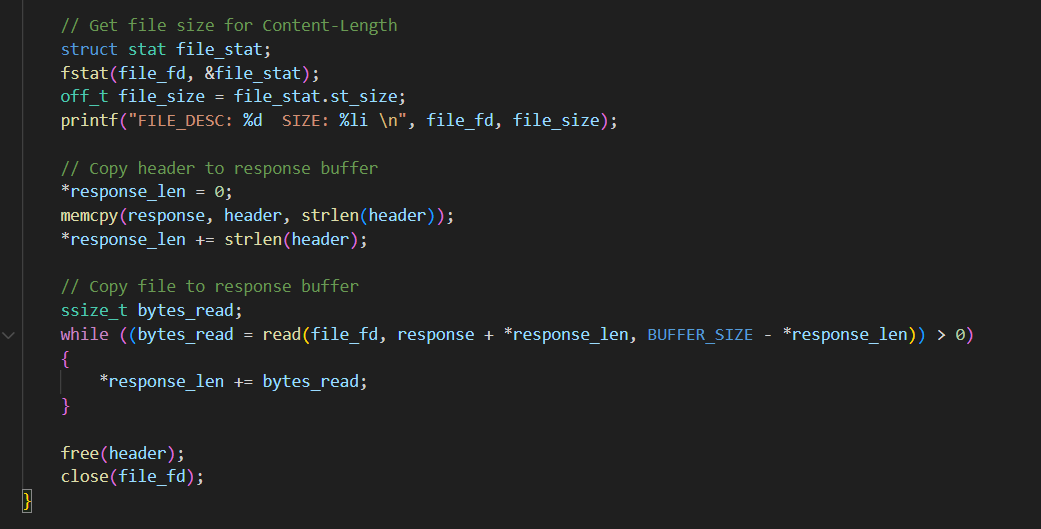 // Get file size for Content-Length
struct stat file_stat;
fstat(file_fd, &file_stat);
off_t file_size = file_stat.st_size;
printf("FILE_DESC: %d  SIZE: %li \n", file_fd, file_size);
// Copy header to response buffer
*response_len = 0;
memcpy(response, header, strlen(header));
*response_len += strlen(header);
// Copy file to response buffer
ssize_t bytes_read;
while ((bytes_read = read(file_fd, response + *response_len, BUFFER_SIZE - *response_len)) > 0)
{
*response_len += bytes_read;
}
free(header);
close(file_fd);
}